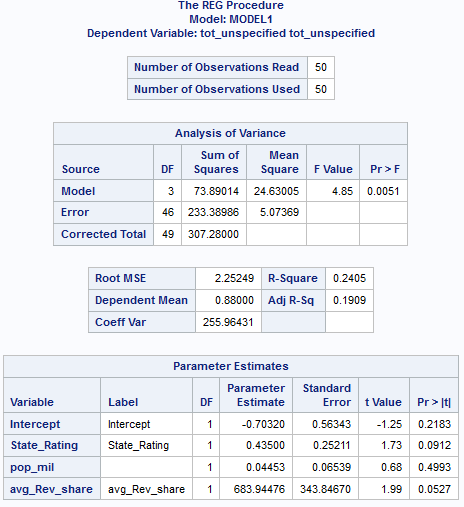 The REG Procedure
Model: MODEL1
Dependent Variable: tot_unspecified tot_unspecified
Number of Observations Read 50
Number of Observations Used 50
Analysis of Variance
Source DF Sum of Squares Mean Square F Value Pr > F
Model 3 73.89014 24.63005 4.85 0.0051
Error 46 233.38986 5.07369
Corrected Total 49 307.28000
Root MSE 2.25249 R-Square 0.2405
Dependent Mean 0.88000 Adj R-Sq 0.1909
Coeff Var 255.96431
Parameter Estimates
Variable Label DF Parameter Estimate Standard Error t Value Pr > |t|
Intercept Intercept 1 -0.70320 0.56343 -1.25 0.2183
State_Rating State_Rating 1 0.43500 0.25211 1.73 0.0912
pop_mil 1 0.04453 0.06539 0.68 0.4993
avg_Rev_share avg_Rev_share 1 683.94476 343.84670 1.99 0.0527